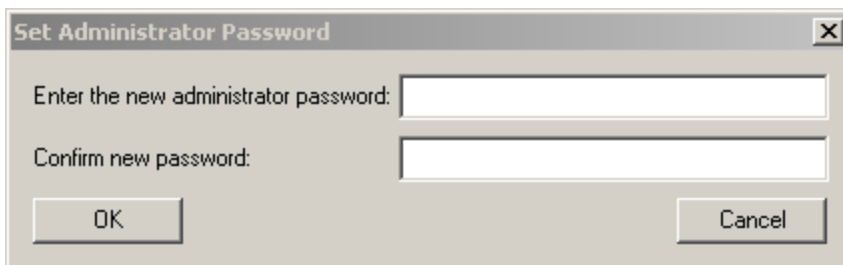 Set Administrator Password
Enter the new administrator password:
Confirm new password:
OK Cancel